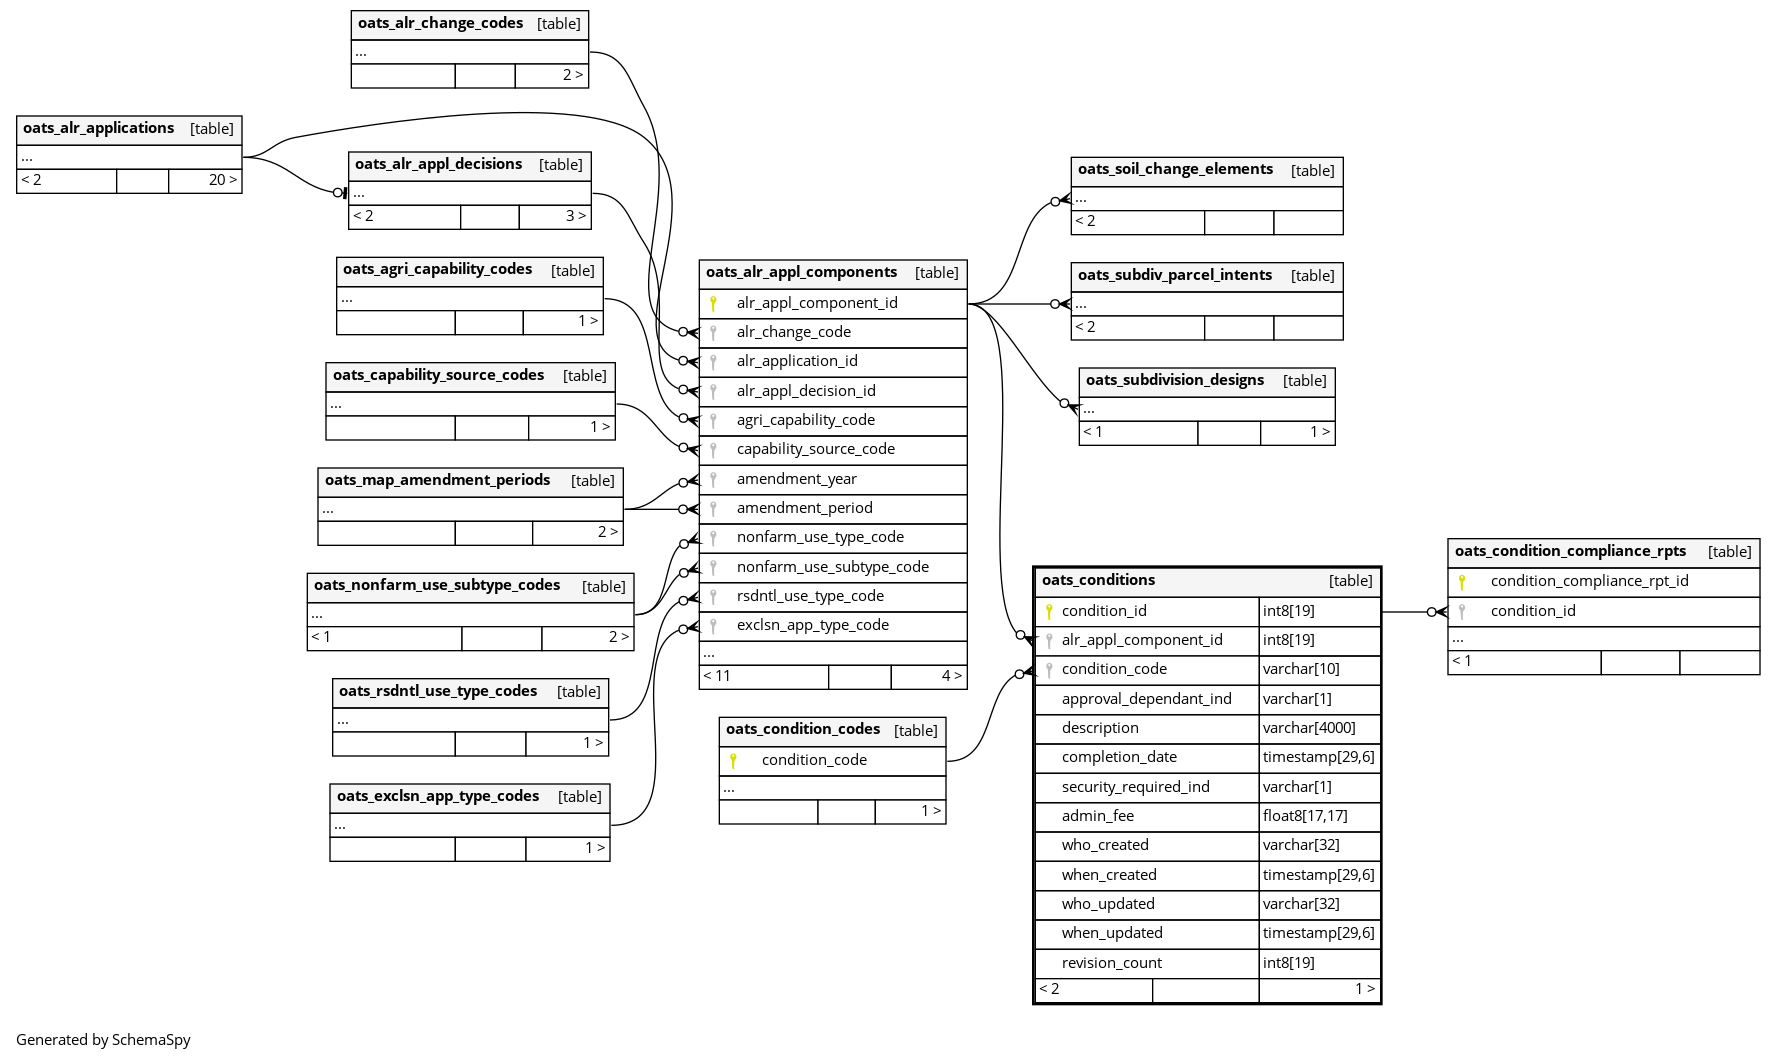 oats_alr_change_codes [table]
...
2 >
oats_alr_applications [table]
...
< 2 20 >
oats_alr_appl_decisions [table]
...
< 2 3 >
oats_agri_capability_codes [table]
...
1 >
oats_capability_source_codes [table]
...
1 >
oats_map_amendment_periods [table]
...
2 >
oats_nonfarm_use_subtype_codes [table]
...
< 1 2 >
oats_rsdntl_use_type_codes [table]
...
1 >
oats_exclsn_app_type_codes [table]
...
1 >
oats_alr_appl_components [table]
alr_appl_component_id
alr_change_code
alr_application_id
alr_appl_decision_id
agri_capability_code
capability_source_code
amendment_year
amendment_period
nonfarm_use_type_code
nonfarm_use_subtype_code
rsdntl_use_type_code
exclsn_app_type_code
...
< 11 4 >
oats_condition_codes [table]
condition_code
...
1 >
oats_soil_change_elements [table]
...
< 2
oats_subdiv_parcel_intents [table]
...
< 2
oats_subdivision_designs [table]
...
< 1 1 >
oats_conditions [table]
condition_id int8[19]
alr_appl_component_id int8[19]
condition_code varchar[10]
approval_dependant_ind varchar[1]
description varchar[4000]
completion_date timestamp[29,6]
security_required_ind varchar[1]
admin_fee float8[17,17]
who_created varchar[32]
when_created timestamp[29,6]
who_updated varchar[32]
when_updated timestamp[29,6]
revision_count int8[19]
< 2 1 >
oats_condition_compliance_rpts [table]
condition_compliance_rpt_id
condition_id
...
< 1
Generated by SchemaSpy